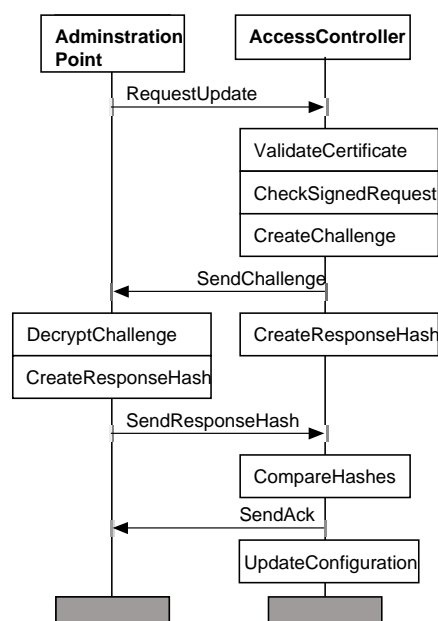 Adminstration
Point
AccessController
RequestUpdate
ValidateCertificate
CheckSignedRequest
CreateChallenge
SendChallenge
DecryptChallenge
CreateResponseHash
CreateResponseHash
SendResponseHash
CompareHashes
SendAck
UpdateConfiguration